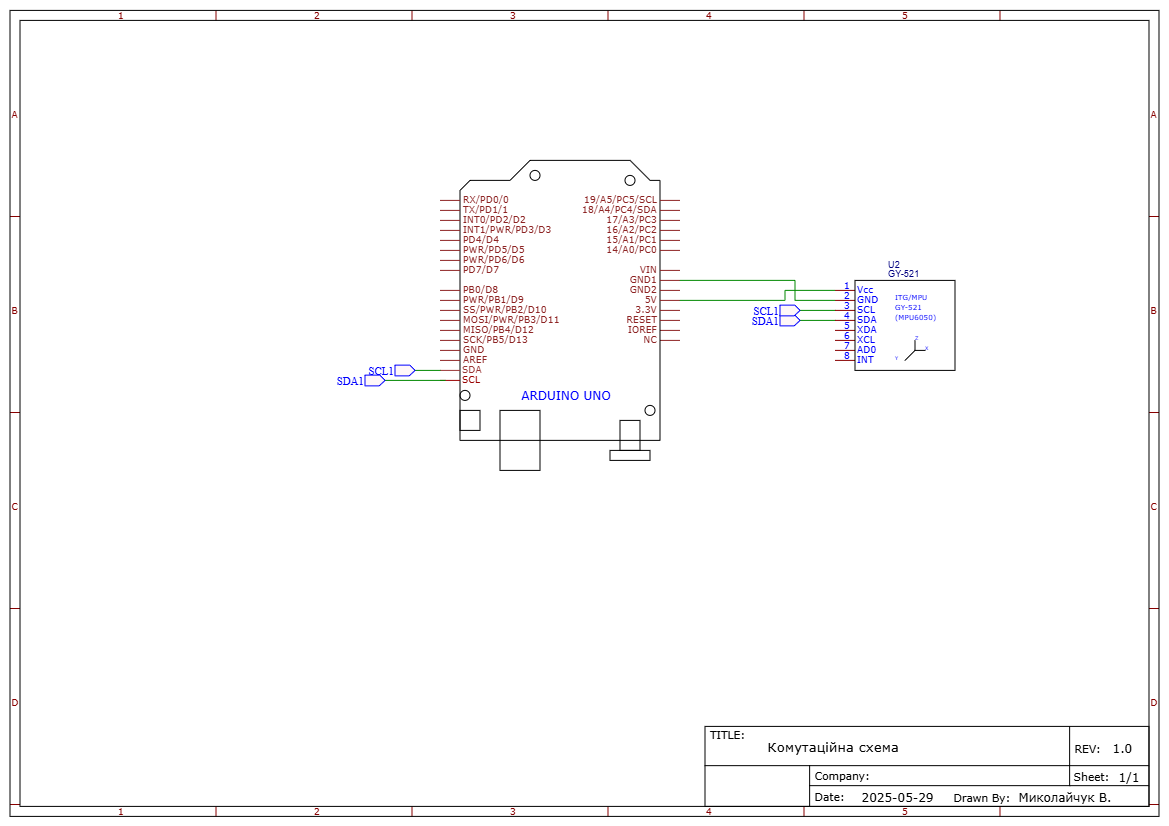 1 2 3 4 5
A A
B B
C C
D D
RX/PD0/0
TX/PD1/1
INT0/PD2/D2
INT1/PWR/PD3/D3
PD4/D4
PWR/PD5/D5
PWR/PD6/D6
PD7/D7
PB0/D8
PWR/PB1/D9
SS/PWR/PB2/D10
MOSI/PWR/PB3/D11
MISO/PB4/D12
SCK/PB5/D13
GND
AREF
SDA
SCL
SCL1
SDA1
19/A5/PC5/SCL
18/A4/PC4/SDA
17/A3/PC3
16/A2/PC2
15/A1/PC1
14/A0/PC0
VIN
GND1
GND2
5V
3.3V
RESET
IOREF
NC
ARDUINO UNO
U2
GY-521
1 Vcc
2 GND
3 SCL
4 SDA
5 XDA
6 XCL
7 AD0
8 INT
SCL1
SDA1
ITG/MPU
GY-521
(MPU6050)
Z
X
Y
TITLE:
Комутаційна схема
REV: 1.0
Company:
Sheet: 1/1
Date: 2025-05-29 Drawn By: Миколайчук В.
1 2 3 4 5